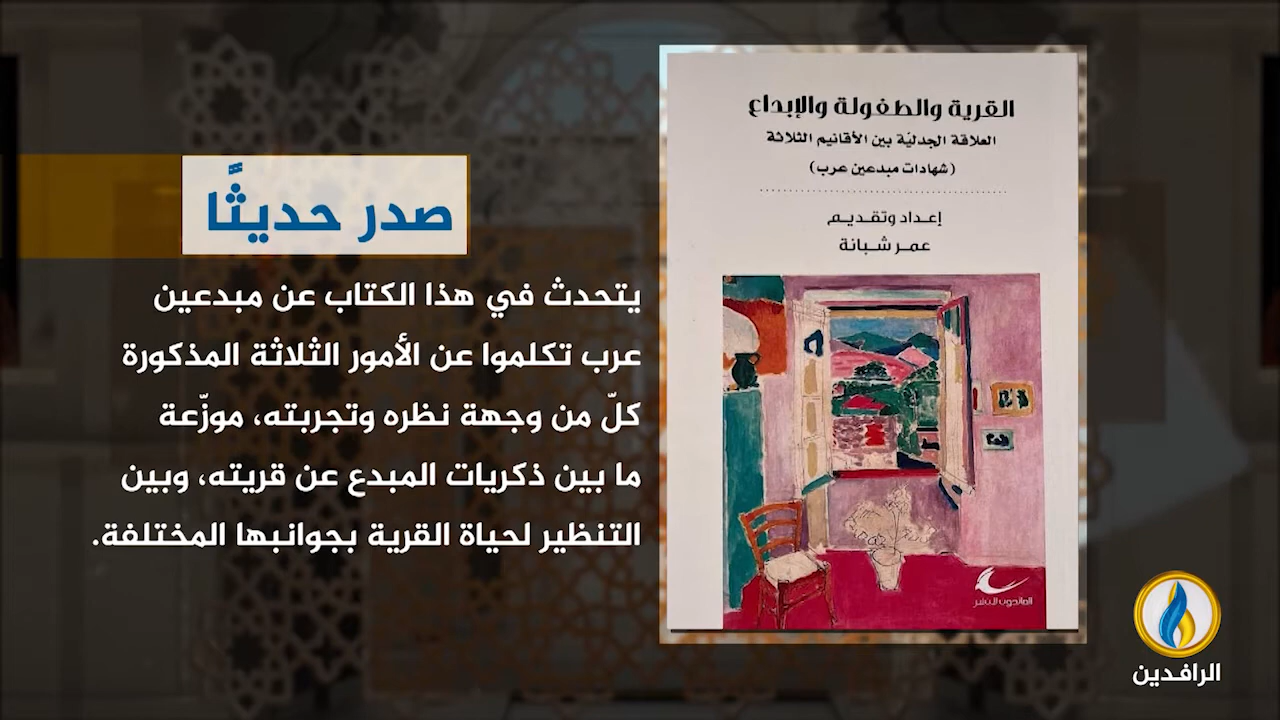 صدر حديثًا
يتحدث في هذا الكتاب عن مبدعين
عرب تكلموا عن الأمور الثلاثة المذكورة
كلّ من وجهة نظره وتجربته، موزّعة
ما بين ذكريات المبدع عن قريته، وبين
التنظير لحياة القرية بجوانبها المختلفة.
القرية والطفولة والإبداع
العلاقة الجدليّة بين الأقانيم الثلاثة
(شهادات مبدعين عرب)
إعداد وتقديم
عمر شبانة
الرافدين